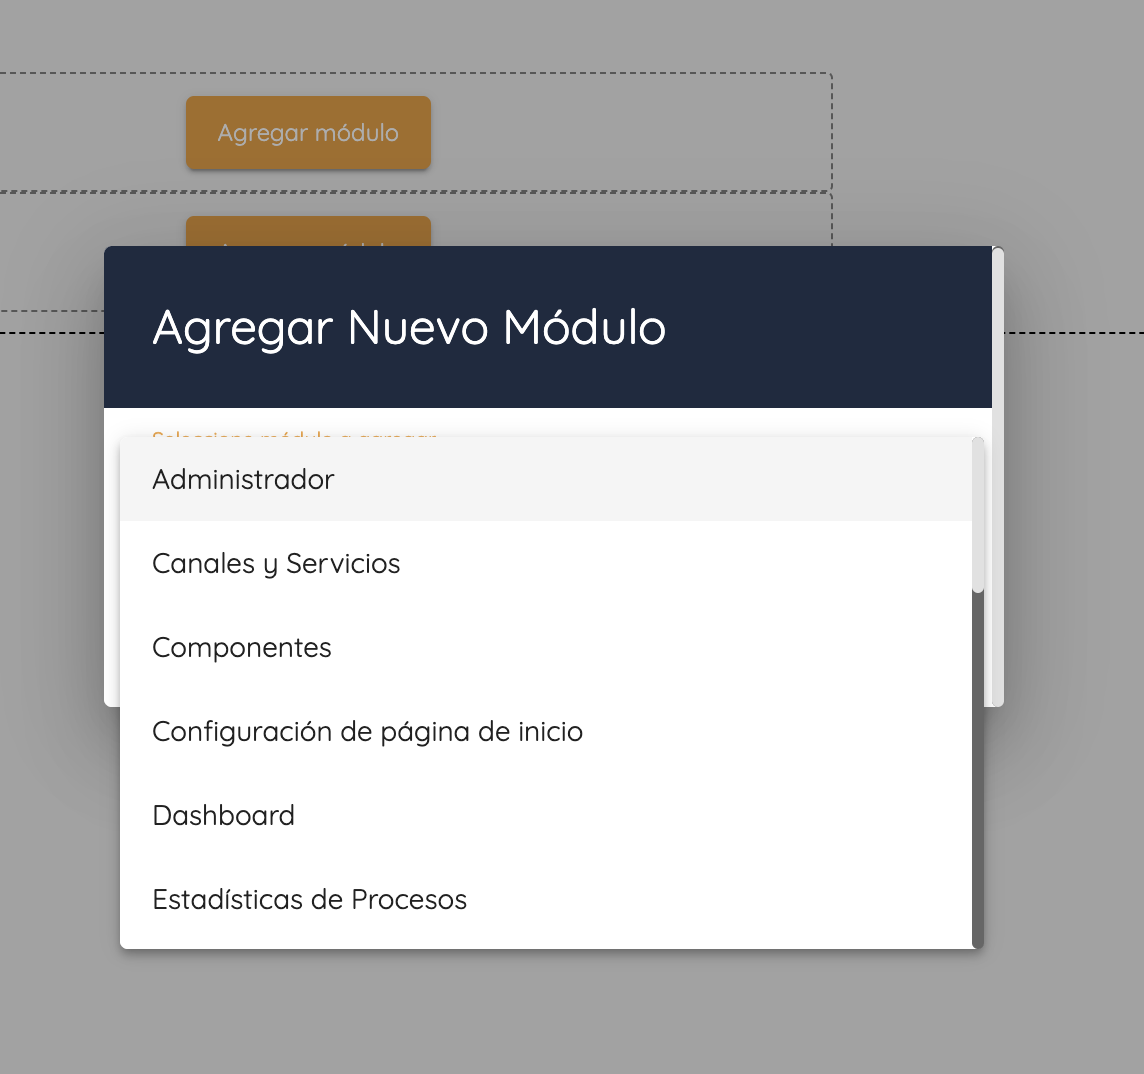 Agregar módulo
Agregar Nuevo Módulo
Administrador
Canales y Servicios
Componentes
Configuración de página de inicio
Dashboard
Estadísticas de Procesos